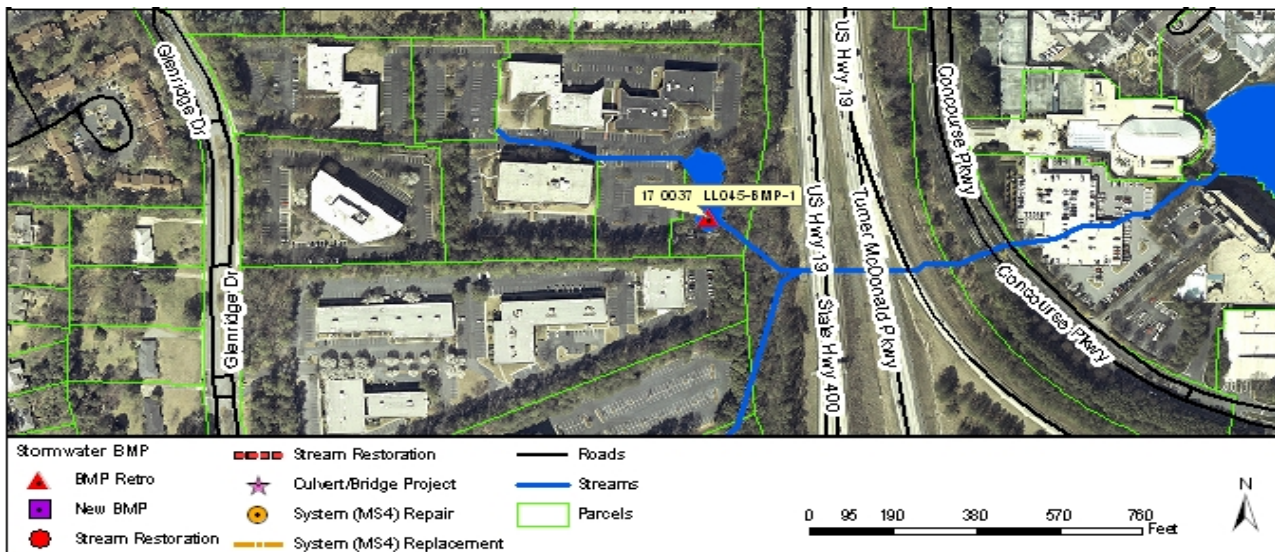 Glenridge Dr
Glenridge Dr
17 0037 LL045-BMP-1
US Hwy 19
US Hwy 19
State Hwy 400
Turner McDonald Pkwy
Concourse Pkwy
Concourse Pkwy
Stormwater BMP
BMP Retro
New BMP
Stream Restoration
Stream Restoration
Culvert/Bridge Project
System (MS4) Repair
System (MS4) Replacement
Roads
Streams
Parcels
N
0 95 190 380 570 760
Feet